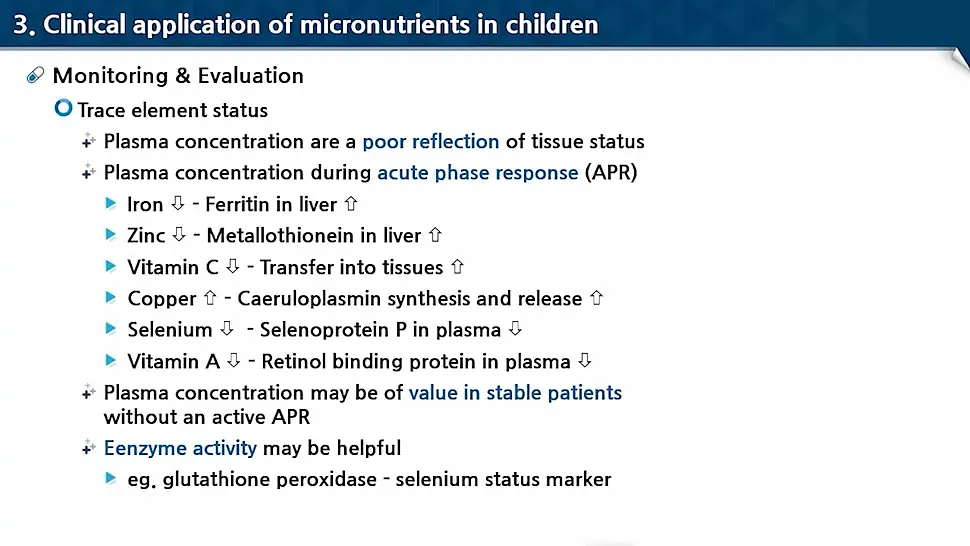 3. Clinical application of micronutrients in children
Monitoring & Evaluation
Trace element status
Plasma concentration are a poor reflection of tissue status
Plasma concentration during acute phase response (APR)
Iron ⇩ - Ferritin in liver ⇧
Zinc ⇩ - Metallothionein in liver ⇧
Vitamin C ⇩ - Transfer into tissues ⇧
Copper ⇧ - Caeruloplasmin synthesis and release ⇧
Selenium ⇩ - Selenoprotein P in plasma ⇩
Vitamin A ⇩ - Retinol binding protein in plasma ⇩
Plasma concentration may be of value in stable patients
without an active APR
Eenzyme activity may be helpful
eg. glutathione peroxidase - selenium status marker